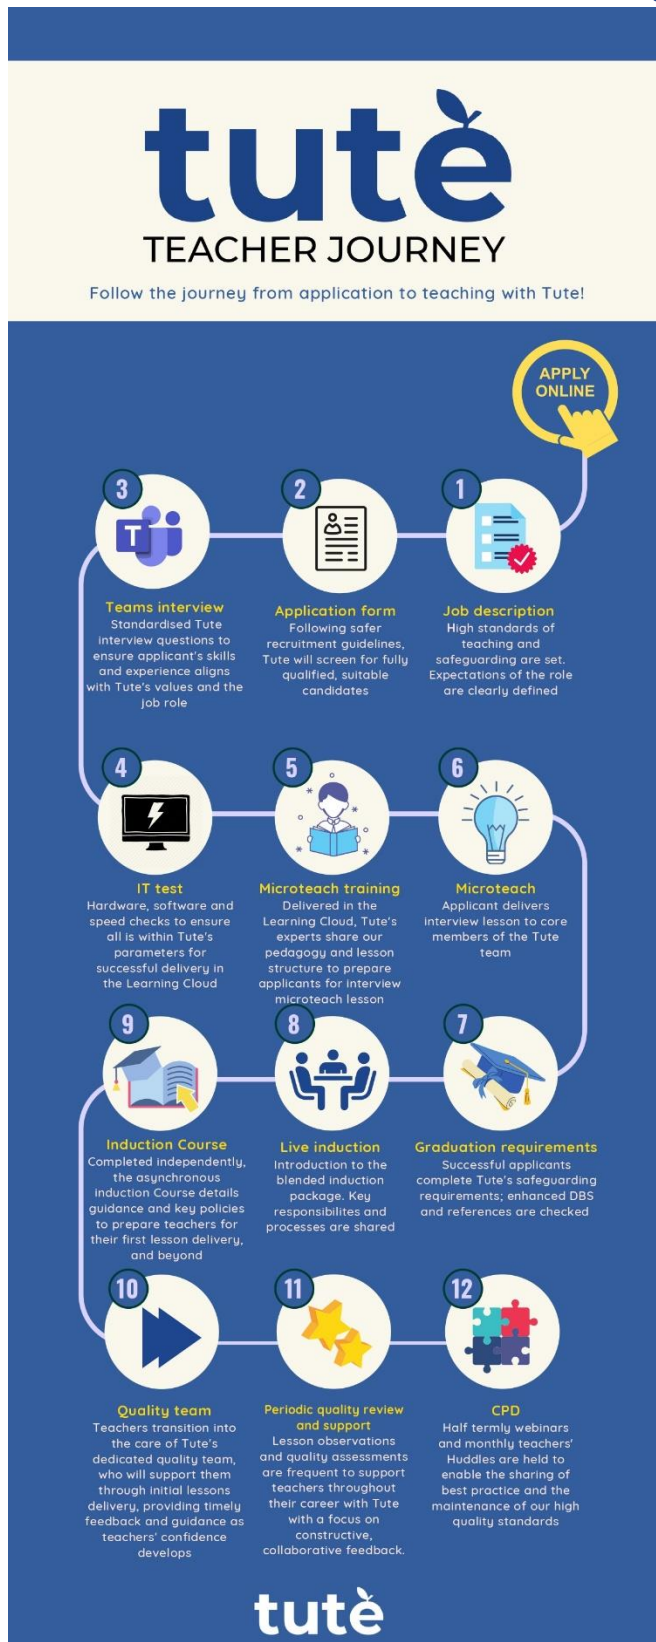 tutè
TEACHER JOURNEY
Follow the journey from application to teaching with Tute!
APPLY
ONLINE
1
Job description
High standards of
teaching and
safeguarding are set.
Expectations of the role
are clearly defined
2
Application form
Following safer
recruitment guidelines,
Tute will screen for fully
qualified, suitable
candidates
3
T
Teams interview
Standardised Tute
interview questions to
ensure applicant's skills
and experience aligns
with Tute's values and the
job role
4
IT test
Hardware, software and
speed checks to ensure
all is within Tute's
parameters for
successful delivery in
the Learning Cloud
5
Microteach training
Delivered in the
Learning Cloud, Tute's
experts share our
pedagogy and lesson
structure to prepare
applicants for interview
microteach lesson
6
Microteach
Applicant delivers
interview lesson to core
members of the Tute
team
7
Graduation requirements
Successful applicants
complete Tute's safeguarding
requirements; enhanced DBS
and references are checked
8
Live induction
Introduction to the
blended induction
package. Key
responsibilites and
processes are shared
9
Induction Course
Completed independently,
the asynchronous
induction Course details
guidance and key policies
to prepare teachers for
their first lesson delivery,
and beyond
10
Quality team
Teachers transition into
the care of Tute's
dedicated quality team,
who will support them
through initial lessons
delivery, providing timely
feedback and guidance as
teachers' confidence
develops
11
Periodic quality review
and support
Lesson observations
and quality assessments
are frequent to support
teachers throughout
their career with Tute
with a focus on
constructive,
collaborative feedback.
12
CPD
Half termly webinars
and monthly teachers'
Huddles are held to
enable the sharing of
best practice and the
maintenance of our high
quality standards
tutè